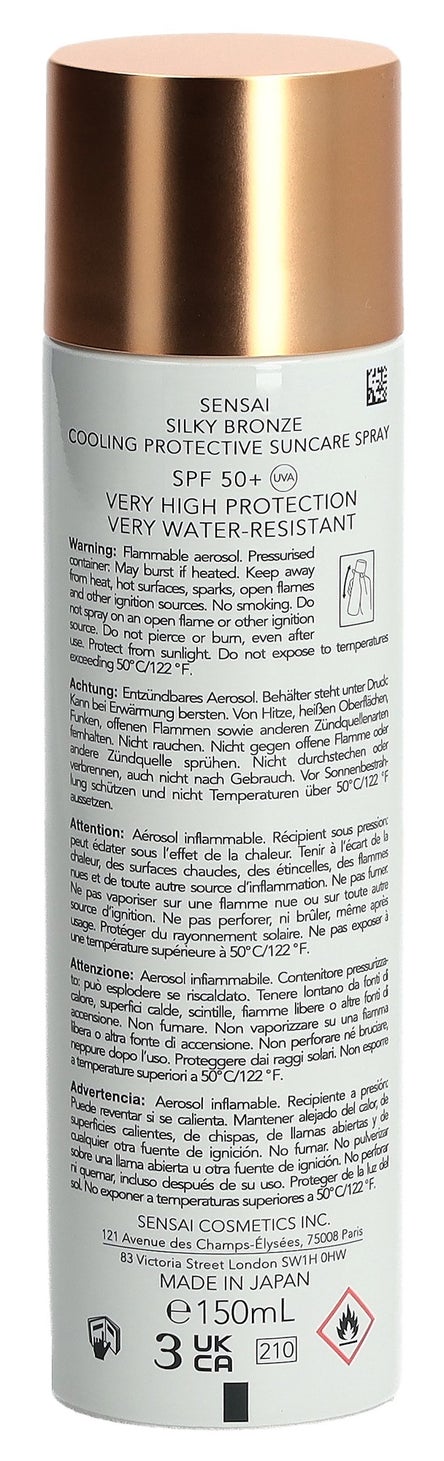 SENSAI
SILKY BRONZE
COOLING PROTECTIVE SUNCARE SPRAY
SPF 50+ UVA
VERY HIGH PROTECTION
VERY WATER-RESISTANT
Warning: Flammable aerosol. Pressurised
container: May burst if heated. Keep away
from heat, hot surfaces, sparks, open flames
and other ignition sources. No smoking. Do
not spray on an open flame or other ignition
source. Do not pierce or burn, even after
use. Protect from sunlight. Do not expose to temperatures
exceeding 50°C/122 °F.
Achtung: Entzündbares Aerosol. Behälter steht unter Druck:
Kann bei Erwärmung bersten. Von Hitze, heißen Oberflächen,
Funken, offenen Flammen sowie anderen Zündquellenarten
fernhalten. Nicht rauchen. Nicht gegen offene Flamme oder
andere Zündquelle sprühen. Nicht durchstechen oder
verbrennen, auch nicht nach Gebrauch. Vor Sonnenbestrah-
lung schützen und nicht Temperaturen über 50°C/122 °F
aussetzen.
Attention: Aérosol inflammable. Récipient sous pression:
peut éclater sous l'effet de la chaleur. Tenir à l'écart de la
chaleur, des surfaces chaudes, des étincelles, des flammes
nues et de toute autre source d'inflammation. Ne pas fumer.
Ne pas vaporiser sur une flamme nue ou sur toute autre
source d'ignition. Ne pas perforer, ni brûler, même après
usage. Protéger du rayonnement solaire. Ne pas exposer à
une température supérieure à 50°C/122 °F.
Attenzione: Aerosol infiammabile. Contenitore pressurizza-
to: può esplodere se riscaldato. Tenere lontano da fonti di
calore, superfici calde, scintille, fiamme libere o altre fonti di
accensione. Non fumare. Non vaporizzare su una fiamma
libera o altra fonte di accensione. Non perforare né bruciare,
neppure dopo l'uso. Proteggere dai raggi solari. Non esporre
a temperature superiori a 50°C/122 °F.
Advertencia: Aerosol inflamable. Recipiente a presión:
Puede reventar si se calienta. Mantener alejado del calor, de
superficies calientes, de chispas, de llamas abiertas y de
cualquier otra fuente de ignición. No fumar. No pulverizar
sobre una llama abierta u otra fuente de ignición. No perforar
ni quemar, incluso después de su uso. Proteger de la luz del
sol. No exponer a temperaturas superiores a 50°C/122 °F.
SENSAI COSMETICS INC.
121 Avenue des Champs-Élysées, 75008 Paris
83 Victoria Street London SW1H 0HW
MADE IN JAPAN
e150mL
3 UK
CA 210